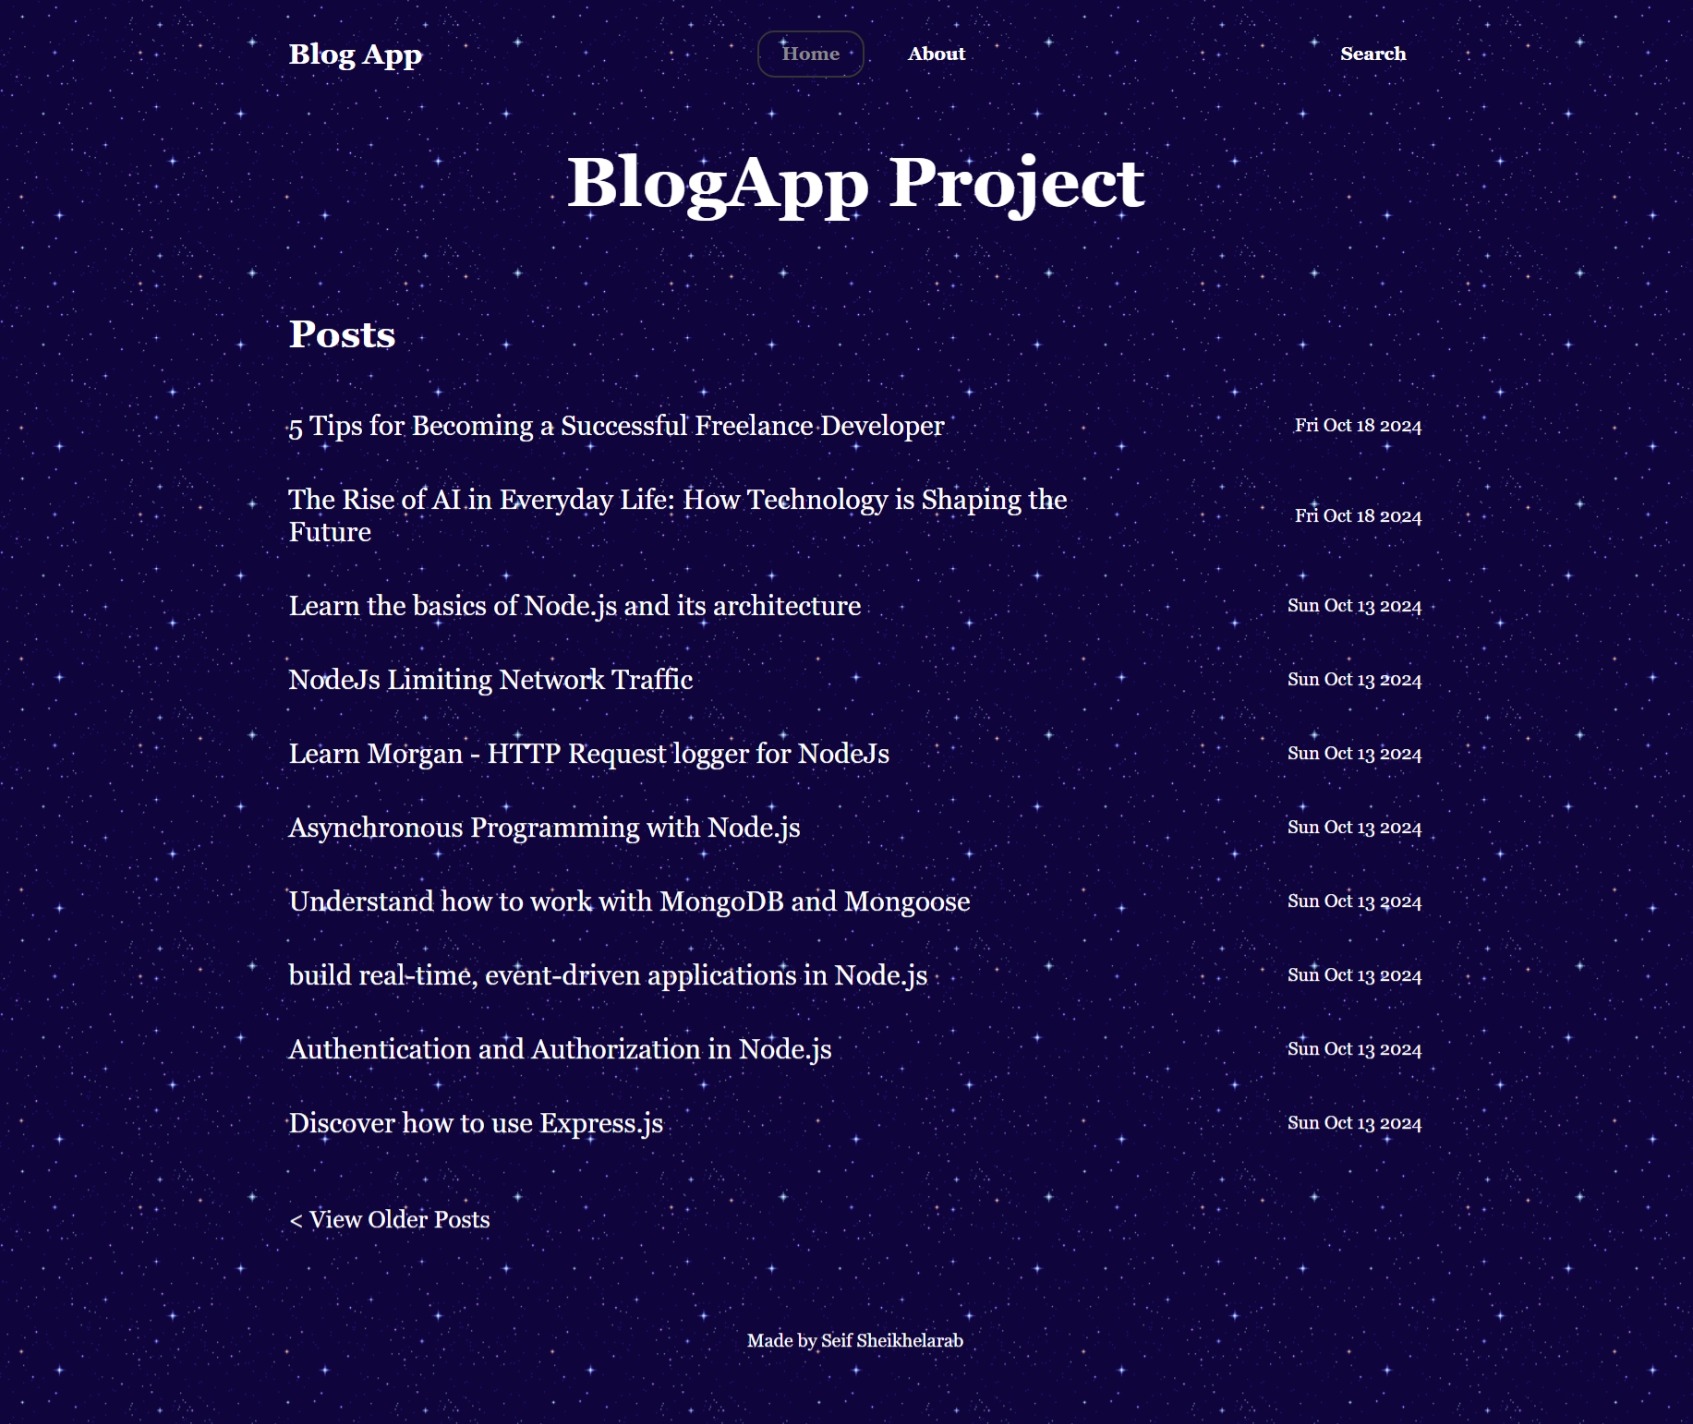 Blog App Home About Search
BlogApp Project
Posts
5 Tips for Becoming a Successful Freelance Developer Fri Oct 18 2024
The Rise of AI in Everyday Life: How Technology is Shaping the
Future Fri Oct 18 2024
Learn the basics of Node.js and its architecture Sun Oct 13 2024
NodeJs Limiting Network Traffic Sun Oct 13 2024
Learn Morgan - HTTP Request logger for NodeJs Sun Oct 13 2024
Asynchronous Programming with Node.js Sun Oct 13 2024
Understand how to work with MongoDB and Mongoose Sun Oct 13 2024
build real-time, event-driven applications in Node.js Sun Oct 13 2024
Authentication and Authorization in Node.js Sun Oct 13 2024
Discover how to use Express.js Sun Oct 13 2024
< View Older Posts
Made by Seif Sheikhelarab